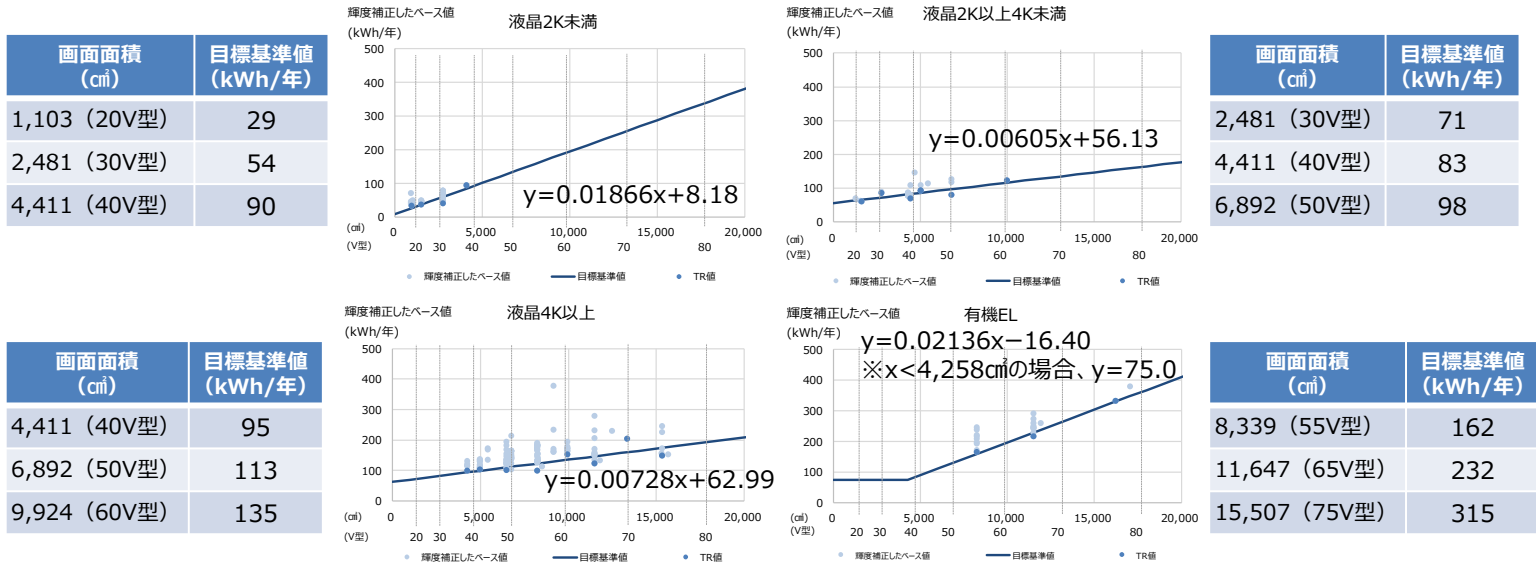 画面面積
(㎠)
目標基準値
(kWh/年)
1,103（20V型） 29
2,481（30V型） 54
4,411（40V型） 90
輝度補正したベース値
(kWh/年)
液晶2K未満
500
400
300
200
100
0
y=0.01866x+8.18
0 5,000 10,000 15,000 20,000
(㎠)
(V型)
20 30 40 50 60 70 80
輝度補正したベース値 目標基準値 TR値
輝度補正したベース値
(kWh/年)
液晶2K以上4K未満
500
400
300
200
100
0
y=0.00605x+56.13
0 5,000 10,000 15,000 20,000
(㎠)
(V型)
20 30 40 50 60 70 80
輝度補正したベース値 目標基準値 TR値
画面面積
(㎠)
目標基準値
(kWh/年)
2,481（30V型） 71
4,411（40V型） 83
6,892（50V型） 98
画面面積
(㎠)
目標基準値
(kWh/年)
4,411（40V型） 95
6,892（50V型） 113
9,924（60V型） 135
輝度補正したベース値
(kWh/年)
液晶4K以上
500
400
300
200
100
0
y=0.00728x+62.99
0 5,000 10,000 15,000 20,000
(㎠)
(V型)
20 30 40 50 60 70 80
輝度補正したベース値 目標基準値 TR値
輝度補正したベース値
(kWh/年)
有機EL
y=0.02136x−16.40
※x<4,258㎠の場合、y=75.0
500
400
300
200
100
0
0 5,000 10,000 15,000 20,000
(㎠)
(V型)
20 30 40 50 60 70 80
輝度補正したベース値 目標基準値 TR値
画面面積
(㎠)
目標基準値
(kWh/年)
8,339（55V型） 162
11,647（65V型） 232
15,507（75V型） 315